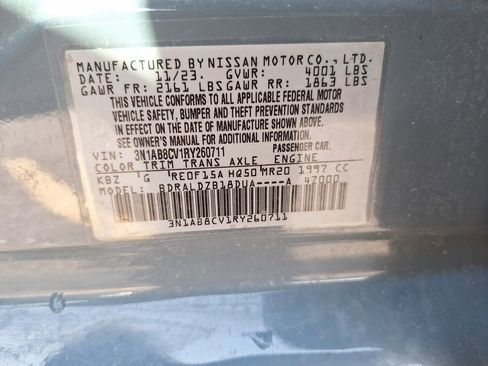 MANUFACTURED BY NISSAN MOTOR CO., LTD.
DATE: 11/23. GVWR: 4001 LBS
GAWR FR: 2161 LBS GAWR RR: 1863 LBS
THIS VEHICLE CONFORMS TO ALL APPLICABLE FEDERAL MOTOR
VEHICLE SAFETY, BUMPER AND THEFT PREVENTION STANDARDS
IN EFFECT ON THE DATE OF MANUFACTURE SHOWN ABOVE.
SEE OWNER'S MANUAL FOR ADDITIONAL INFORMATION.
VIN: 3N1AB8CV1RY260711 PASSENGER CAR.
COLOR TRIM TRANS AXLE ENGINE
KBZ G RE0F15A HQ50 MR20 1997 CC
MODEL: BDRALDZB18DUA----A 47000
3N1AB8CV1RY260711